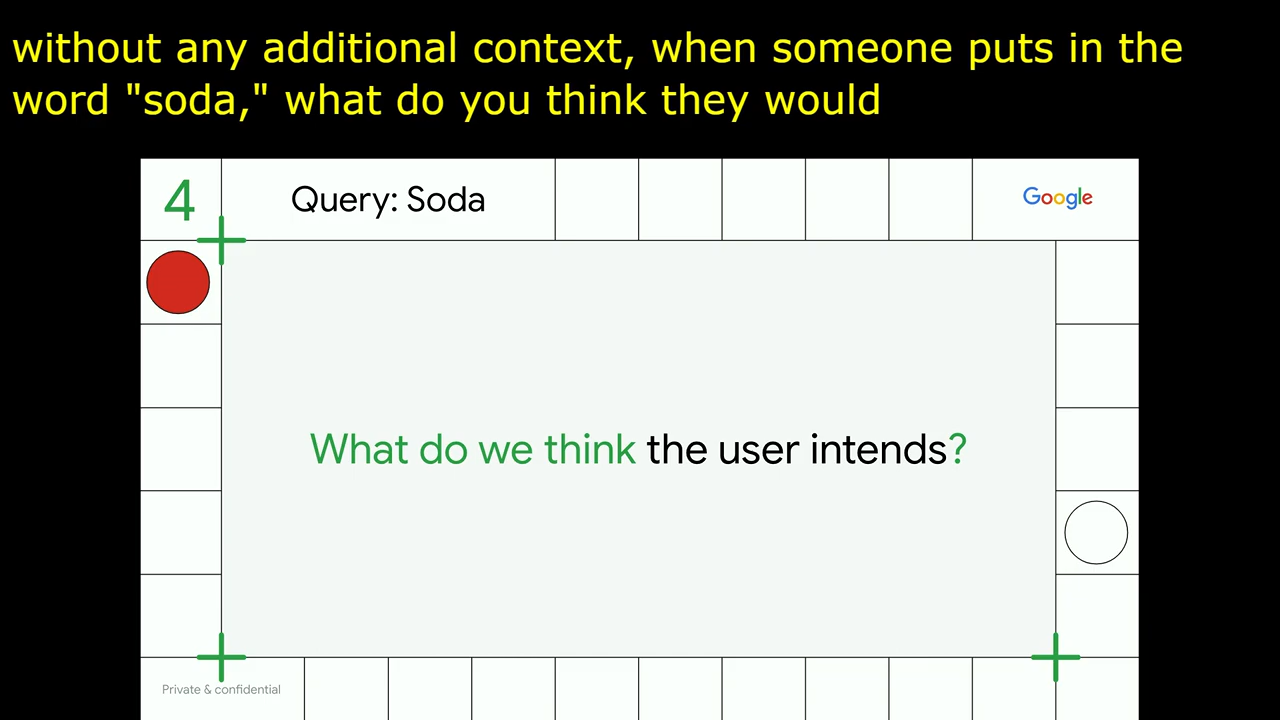 without any additional context, when someone puts in the
word "soda," what do you think they would
4
Query: Soda
Google
What do we think the user intends?
Private & confidential